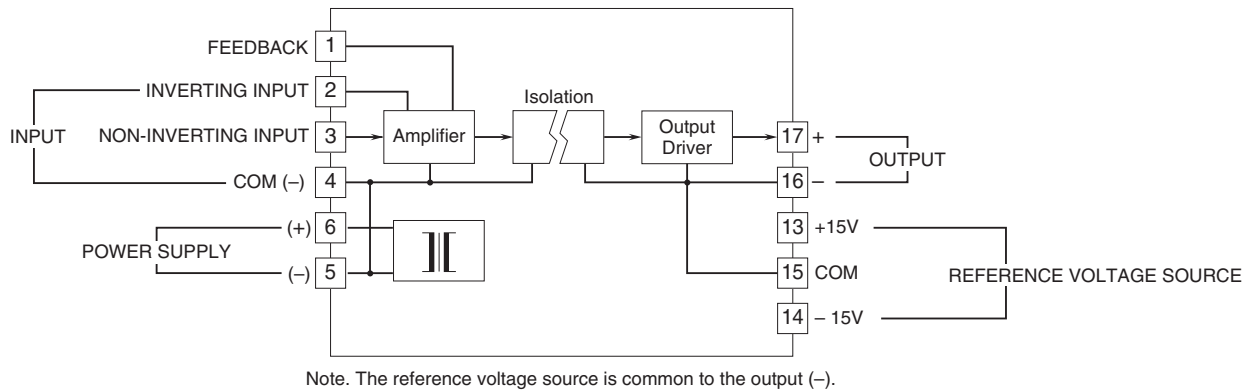 FEEDBACK 1
INVERTING INPUT 2
Isolation
INPUT
NON-INVERTING INPUT 3
Amplifier
Output
Driver
17 +
OUTPUT
COM (–) 4
16 –
(+) 6
13 +15V
POWER SUPPLY
(–) 5
15 COM
REFERENCE VOLTAGE SOURCE
14 – 15V
Note. The reference voltage source is common to the output (–).